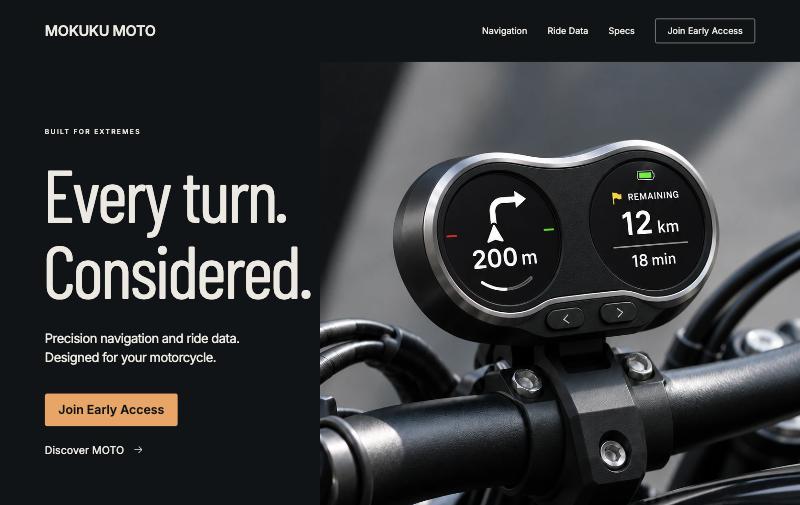 MOKUKU MOTO
Navigation
Ride Data
Specs
Join Early Access
BUILT FOR EXTREMES
Every turn.
Considered.
Precision navigation and ride data.
Designed for your motorcycle.
Join Early Access
Discover MOTO
200 m
REMAINING
12 km
18 min